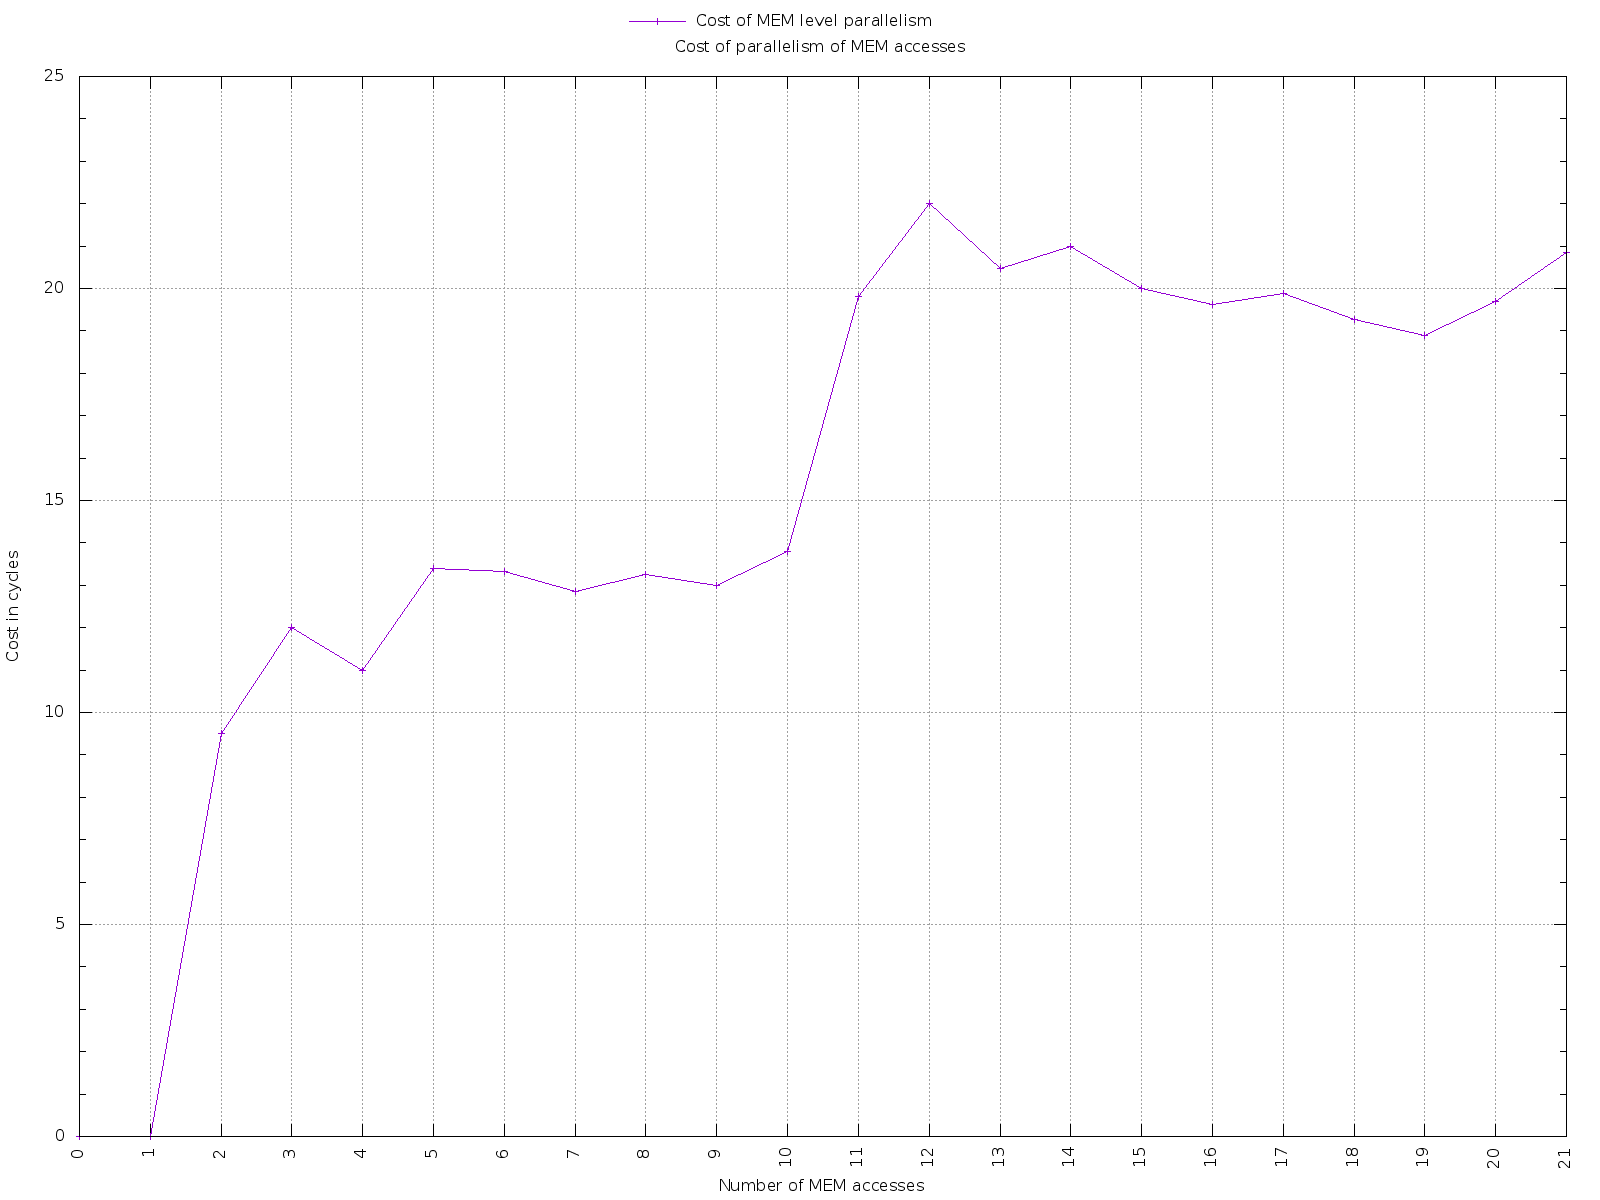 Cost of MEM level parallelism
Cost of parallelism of MEM accesses
25
20
15
10
5
0
Cost in cycles
0 1 2 3 4 5 6 7 8 9 10 11 12 13 14 15 16 17 18 19 20 21
Number of MEM accesses